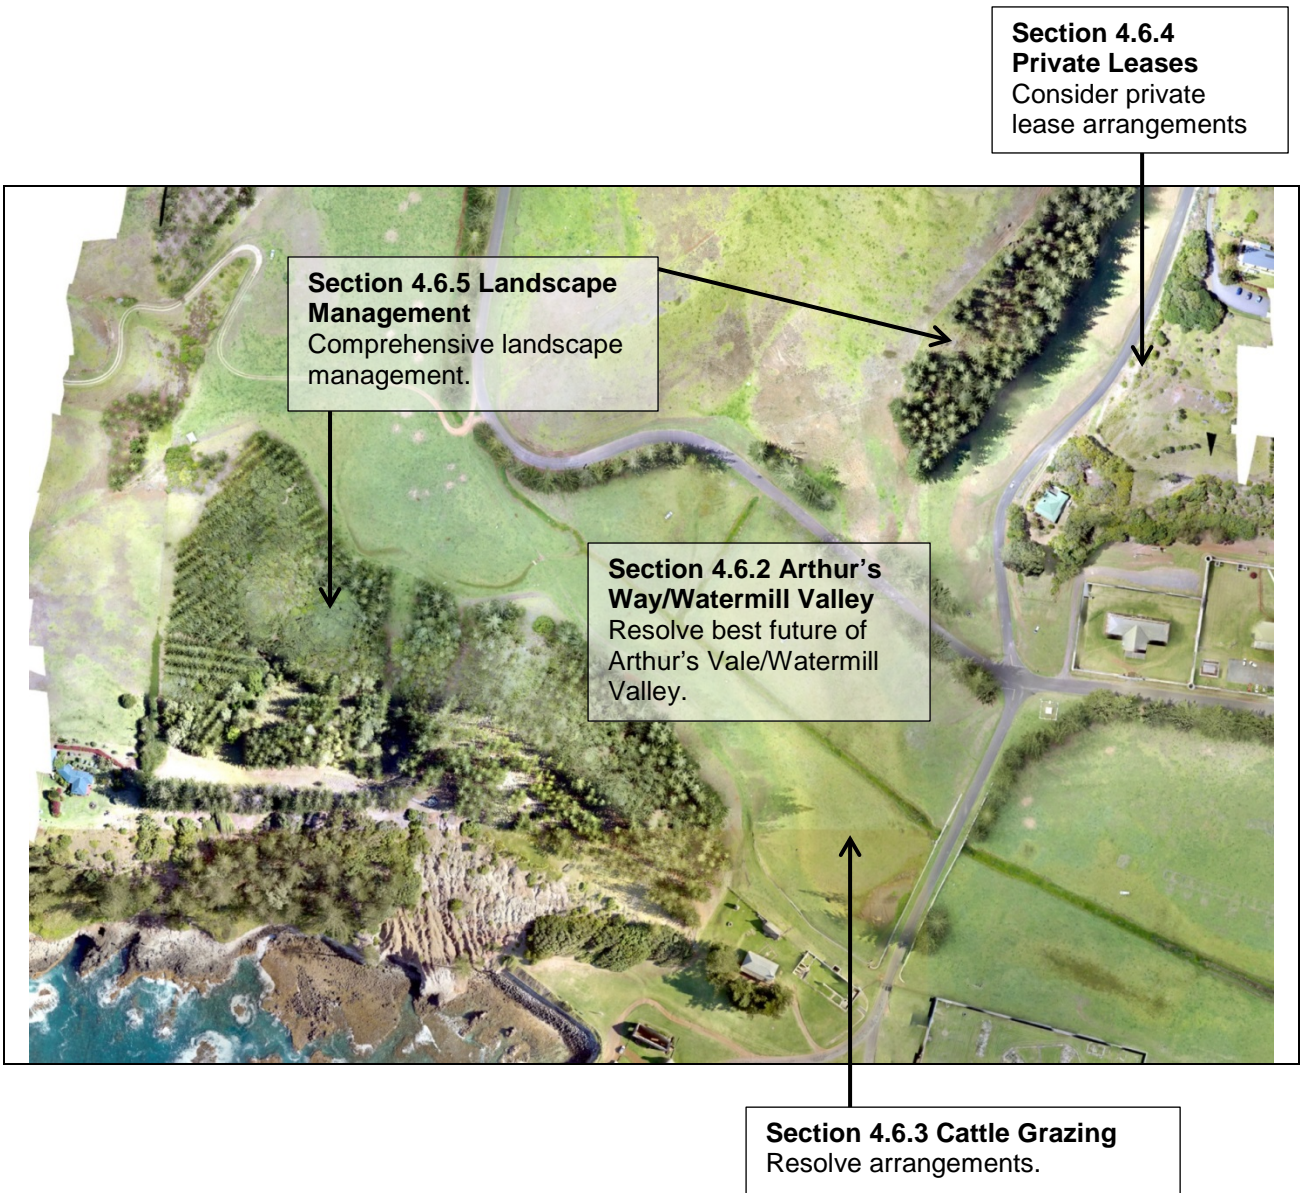 Section 4.6.4
Private Leases
Consider private
lease arrangements
Section 4.6.5 Landscape
Management
Comprehensive landscape
management.
Section 4.6.2 Arthur's
Way/Watermill Valley
Resolve best future of
Arthur's Vale/Watermill
Valley.
Section 4.6.3 Cattle Grazing
Resolve arrangements.